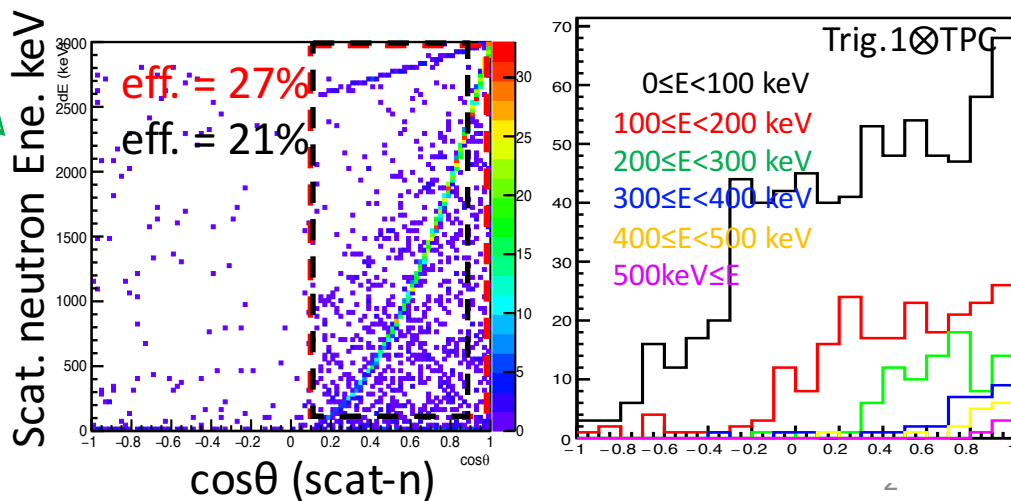 Scat. neutron Ene. keV
3000
2500
2000
1500
1000
500
0
eff. = 27%
eff. = 21%
-1 -0.8 -0.6 -0.4 -0.2 0 0.2 0.4 0.6 0.8 1
cosθ
cosθ (scat-n)
30
25
20
15
10
5
0
Trig.1⊗TPC
0≤E<100 keV
100≤E<200 keV
200≤E<300 keV
300≤E<400 keV
400≤E<500 keV
500keV≤E
70
60
50
40
30
20
10
0
-1 -0.8 -0.6 -0.4 -0.2 0 0.2 0.4 0.6 0.8